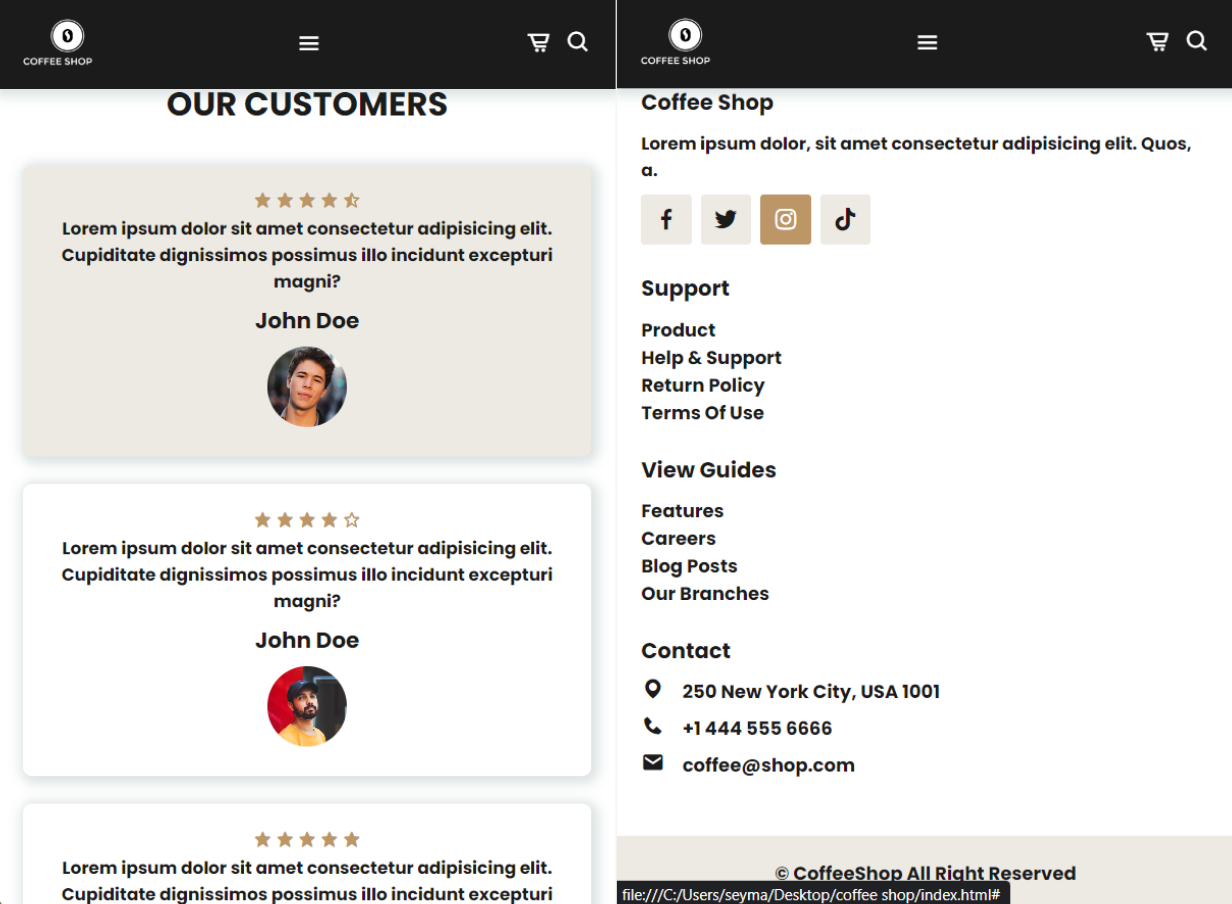 COFFEE SHOP
OUR CUSTOMERS
Lorem ipsum dolor sit amet consectetur adipisicing elit.
Cupiditate dignissimos possimus illo incidunt excepturi
magni?
John Doe
Lorem ipsum dolor sit amet consectetur adipisicing elit.
Cupiditate dignissimos possimus illo incidunt excepturi
magni?
John Doe
Lorem ipsum dolor sit amet consectetur adipisicing elit.
Cupiditate dignissimos possimus illo incidunt excepturi
COFFEE SHOP
Coffee Shop
Lorem ipsum dolor, sit amet consectetur adipisicing elit. Quos,
a.
Support
Product
Help & Support
Return Policy
Terms Of Use
View Guides
Features
Careers
Blog Posts
Our Branches
Contact
250 New York City, USA 1001
+1 444 555 6666
coffee@shop.com
© CoffeeShop All Right Reserved
file:///C:/Users/seyma/Desktop/coffee shop/index.html#